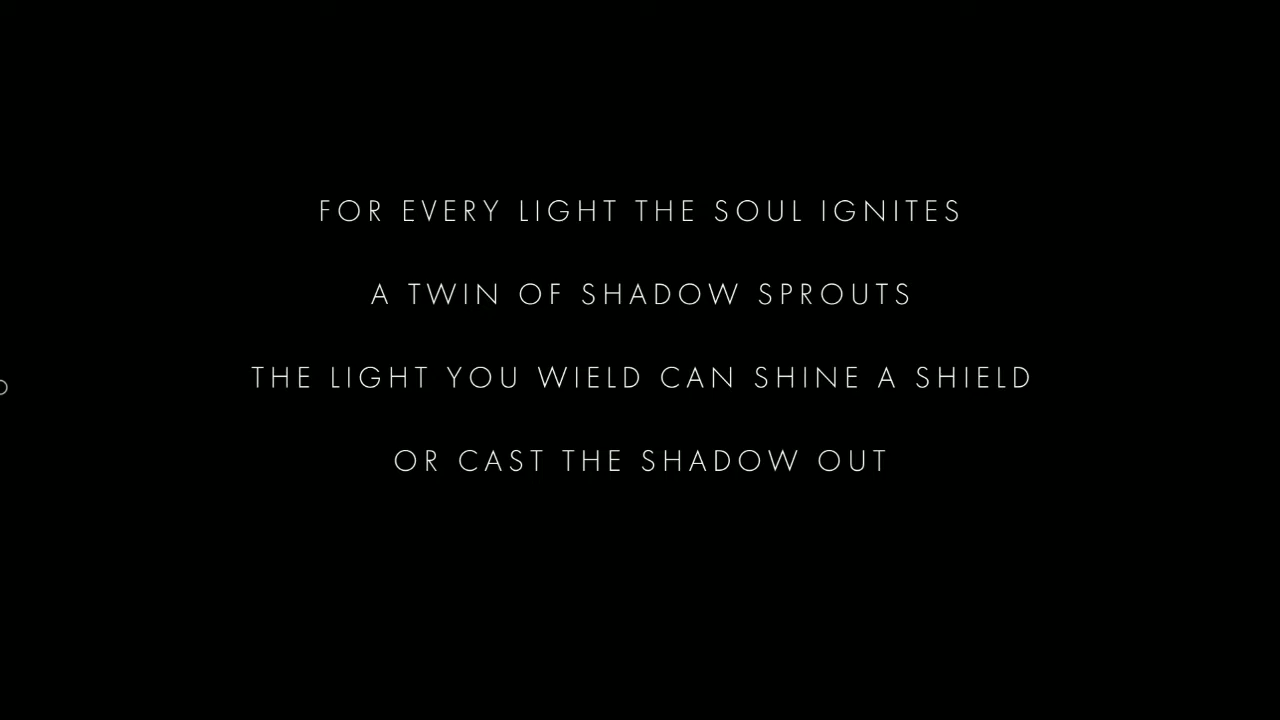 FOR EVERY LIGHT THE SOUL IGNITES
A TWIN OF SHADOW SPROUTS
THE LIGHT YOU WIELD CAN SHINE A SHIELD
OR CAST THE SHADOW OUT